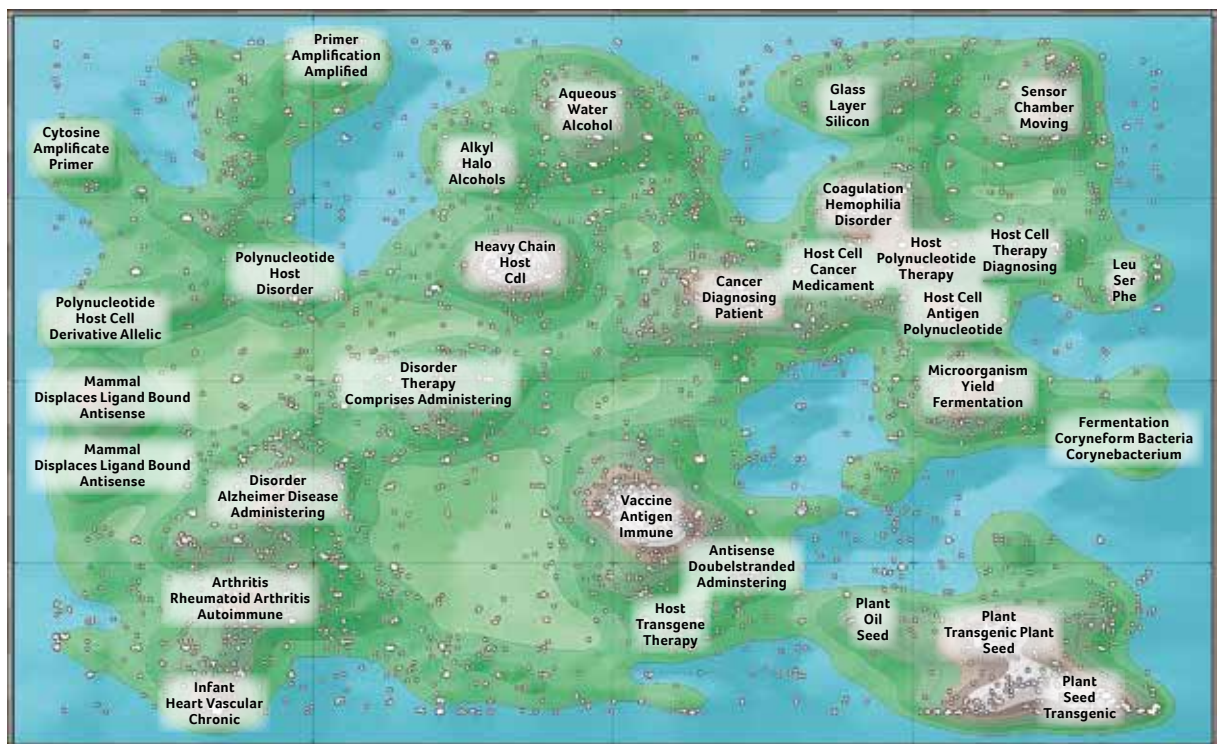 Primer
Amplification
Amplified
Aqueous
Water
Alcohol
Glass
Layer
Silicon
Sensor
Chamber
Moving
Cytosine
Amplificate
Primer
Alkyl
Halo
Alcohols
Coagulation
Hemophilia
Disorder
Polynucleotide
Host
Disorder
Heavy Chain
Host
Cdl
Cancer
Diagnosing
Patient
Host Cell
Cancer
Medicament
Host
Polynucleotide
Therapy
Host Cell
Therapy
Diagnosing
Leu
Ser
Phe
Polynucleotide
Host Cell
Derivative Allelic
Host Cell
Antigen
Polynucleotide
Mammal
Displaces Ligand Bound
Antisense
Disorder
Therapy
Comprises Administering
Microorganism
Yield
Fermentation
Fermentation
Coryneform Bacteria
Corynebacterium
Mammal
Displaces Ligand Bound
Antisense
Disorder
Alzheimer Disease
Administering
Vaccine
Antigen
Immune
Antisense
Doubelstranded
Adminstering
Arthritis
Rheumatoid Arthritis
Autoimmune
Host
Transgene
Therapy
Plant
Oil
Seed
Plant
Transgenic Plant
Seed
Infant
Heart Vascular
Chronic
Plant
Seed
Transgenic